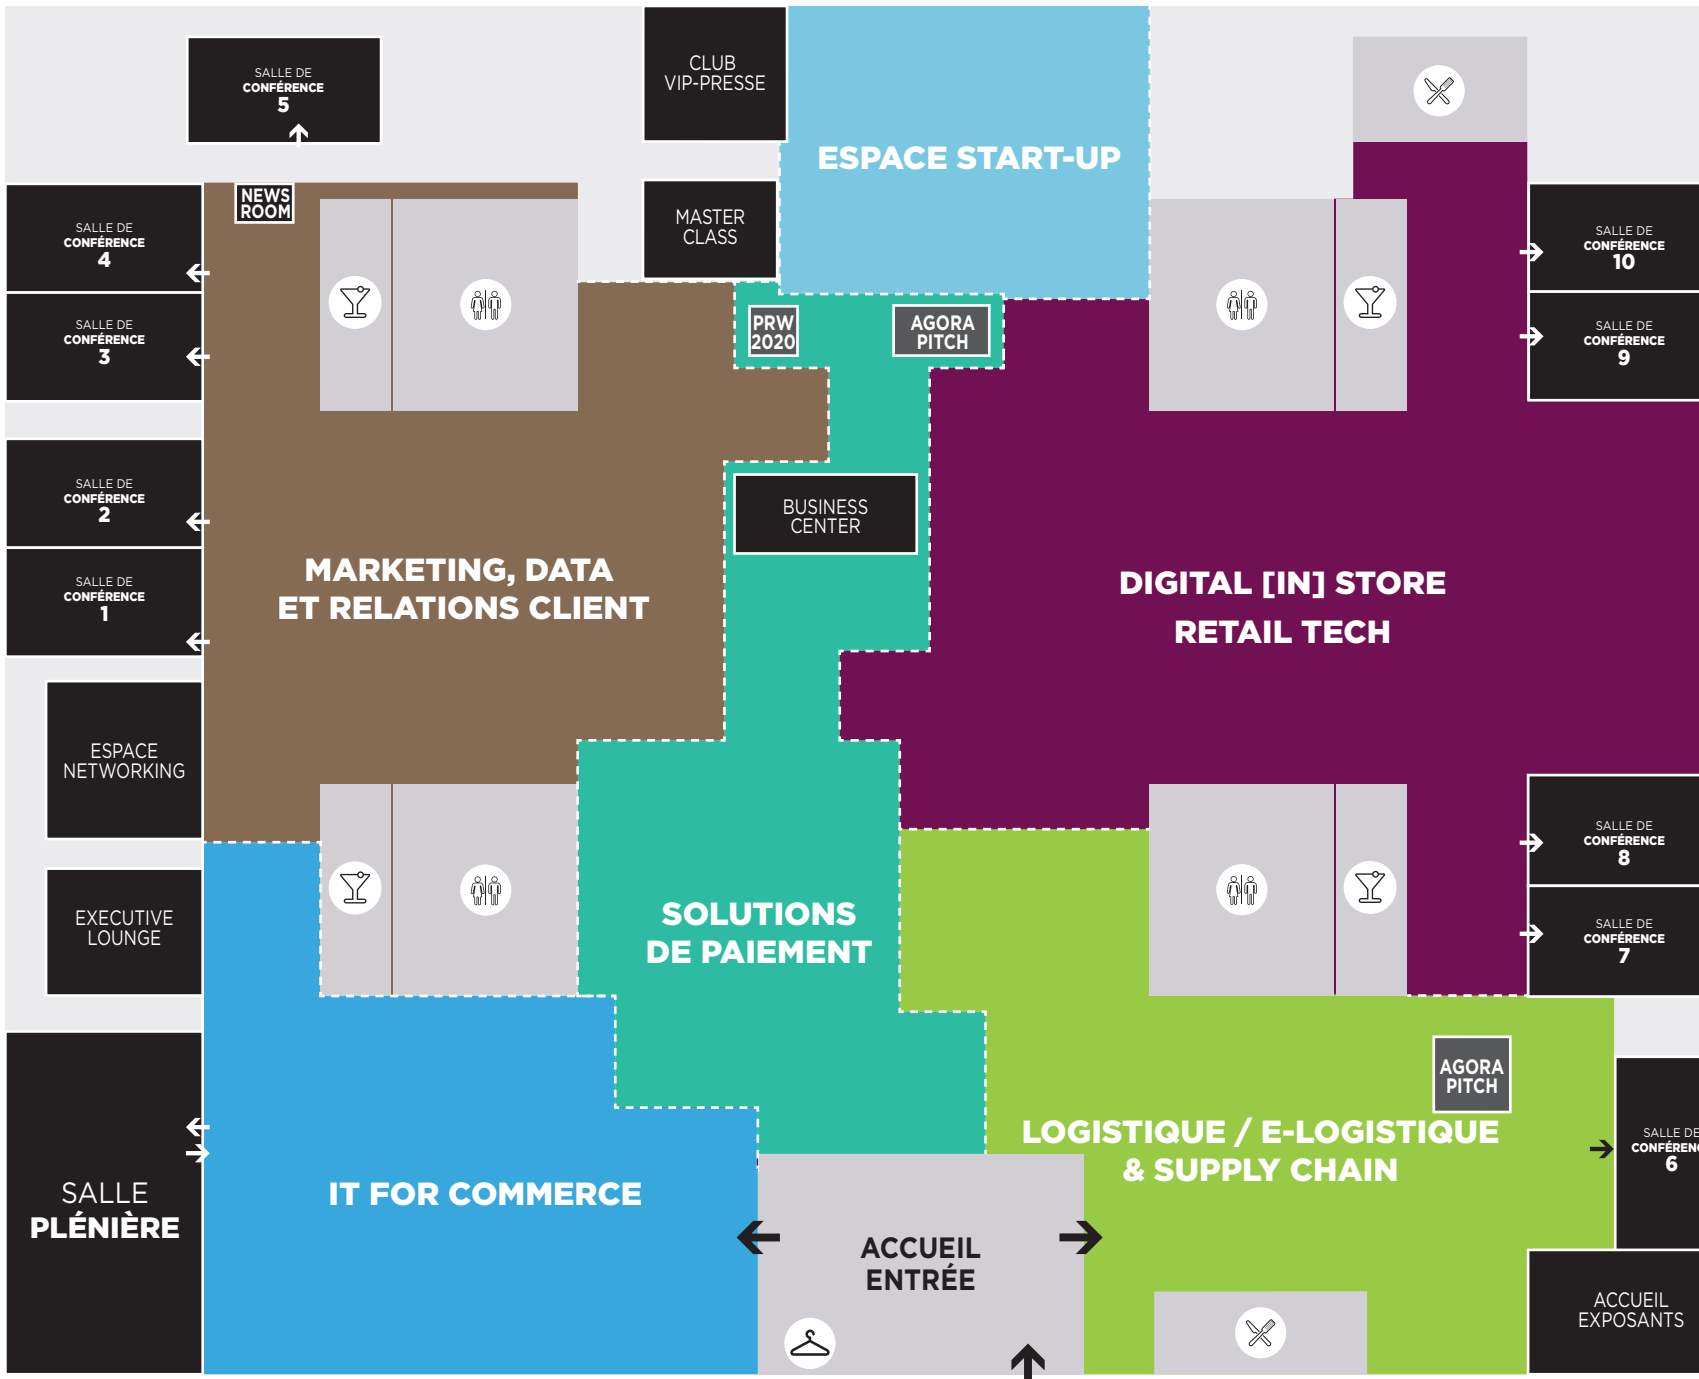 CLUB
VIP-PRESSE
SALLE DE
CONFÉRENCE
5
ESPACE START-UP
NEWS
ROOM
MASTER
CLASS
SALLE DE
CONFÉRENCE
4
SALLE DE
CONFÉRENCE
10
SALLE DE
CONFÉRENCE
3
PRW
2020
AGORA
PITCH
SALLE DE
CONFÉRENCE
9
SALLE DE
CONFÉRENCE
2
BUSINESS
CENTER
MARKETING, DATA
ET RELATIONS CLIENT
DIGITAL [IN] STORE
RETAIL TECH
SALLE DE
CONFÉRENCE
1
ESPACE
NETWORKING
SALLE DE
CONFÉRENCE
8
EXECUTIVE
LOUNGE
SOLUTIONS
DE PAIEMENT
SALLE DE
CONFÉRENCE
7
AGORA
PITCH
LOGISTIQUE / E-LOGISTIQUE
& SUPPLY CHAIN
SALLE DE
CONFÉRENC
6
SALLE
PLÉNIÈRE
IT FOR COMMERCE
ACCUEIL
ENTRÉE
ACCUEIL
EXPOSANTS